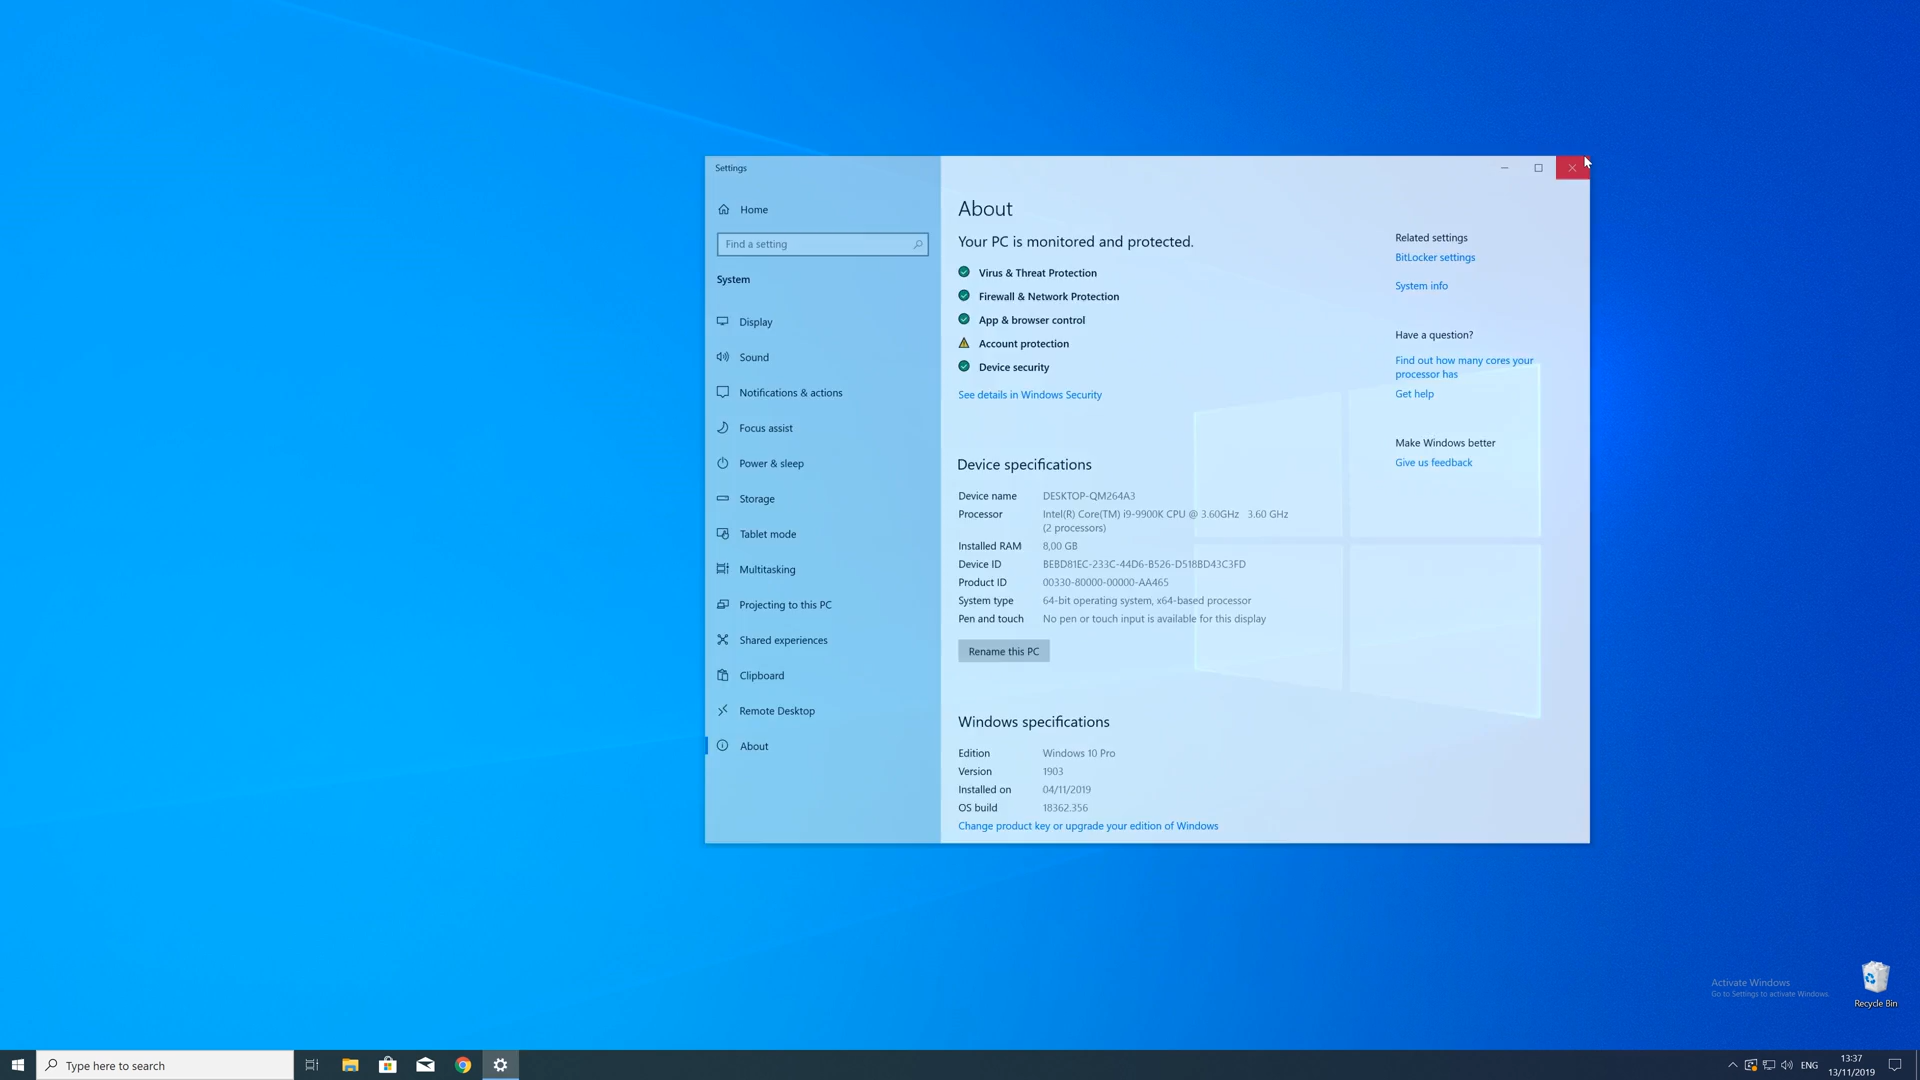 Settings
Home
Find a setting
System
Display
Sound
Notifications & actions
Focus assist
Power & sleep
Storage
Tablet mode
Multitasking
Projecting to this PC
Shared experiences
Clipboard
Remote Desktop
About
About
Your PC is monitored and protected.
Virus & Threat Protection
Firewall & Network Protection
App & browser control
Account protection
Device security
See details in Windows Security
Device specifications
Device name DESKTOP-QM264A3
Processor Intel(R) Core(TM) i9-9900K CPU @ 3.60GHz 3.60 GHz
(2 processors)
Installed RAM 8,00 GB
Device ID BEBD81EC-233C-44D6-B526-D518BD43C3FD
Product ID 00330-80000-00000-AA465
System type 64-bit operating system, x64-based processor
Pen and touch No pen or touch input is available for this display
Rename this PC
Windows specifications
Edition Windows 10 Pro
Version 1903
Installed on 04/11/2019
OS build 18362.356
Change product key or upgrade your edition of Windows
Related settings
BitLocker settings
System info
Have a question?
Find out how many cores your
processor has
Get help
Make Windows better
Give us feedback
Activate Windows
Go to Settings to activate Windows.
Recycle Bin
Type here to search
ENG
13:37
13/11/2019